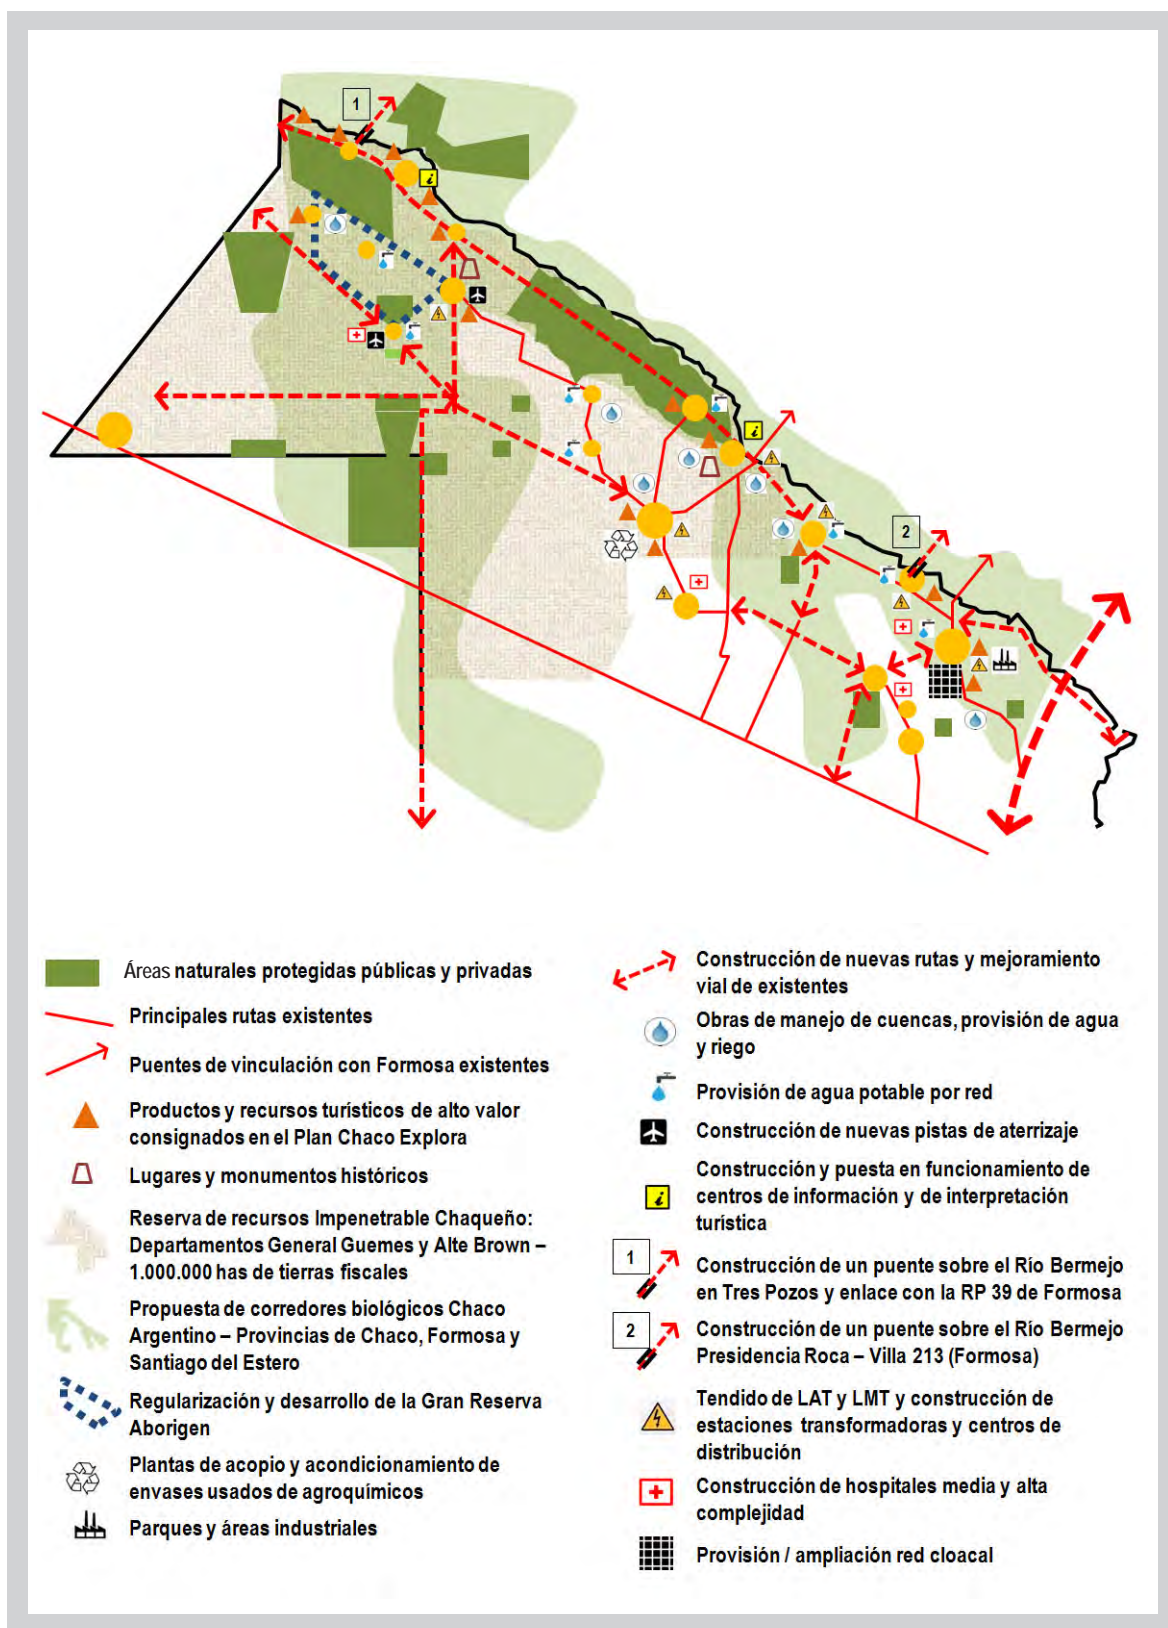 1
i
i
2
Áreas naturales protegidas públicas y privadas
Principales rutas existentes
Puentes de vinculación con Formosa existentes
Productos y recursos turísticos de alto valor
consignados en el Plan Chaco Explora
Lugares y monumentos históricos
Reserva de recursos Impenetrable Chaqueño:
Departamentos General Guemes y Alte Brown –
1.000.000 has de tierras fiscales
Propuesta de corredores biológicos Chaco
Argentino – Provincias de Chaco, Formosa y
Santiago del Estero
Regularización y desarrollo de la Gran Reserva
Aborigen
Plantas de acopio y acondicionamiento de
envases usados de agroquímicos
Parques y áreas industriales
Construcción de nuevas rutas y mejoramiento
vial de existentes
Obras de manejo de cuencas, provisión de agua
y riego
Provisión de agua potable por red
Construcción de nuevas pistas de aterrizaje
Construcción y puesta en funcionamiento de
centros de información y de interpretación
turística
i
1
Construcción de un puente sobre el Río Bermejo
en Tres Pozos y enlace con la RP 39 de Formosa
2
Construcción de un puente sobre el Río Bermejo
Presidencia Roca – Villa 213 (Formosa)
Tendido de LAT y LMT y construcción de
estaciones transformadoras y centros de
distribución
Construcción de hospitales media y alta
complejidad
Provisión / ampliación red cloacal